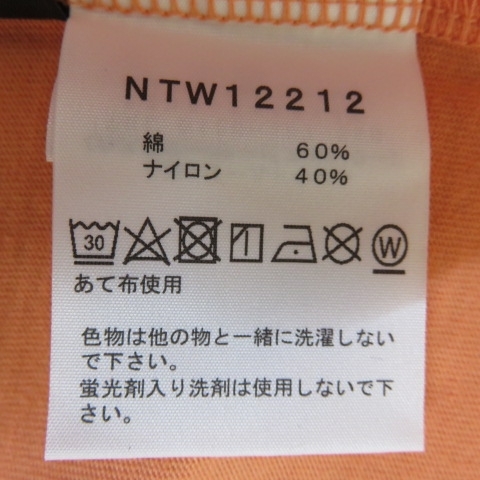 NTW12212
綿 60%
ナイロン 40%
30 W
あて布使用
色物は他の物と一緒に洗濯しない
で下さい。
蛍光剤入り洗剤は使用しないで下
さい。